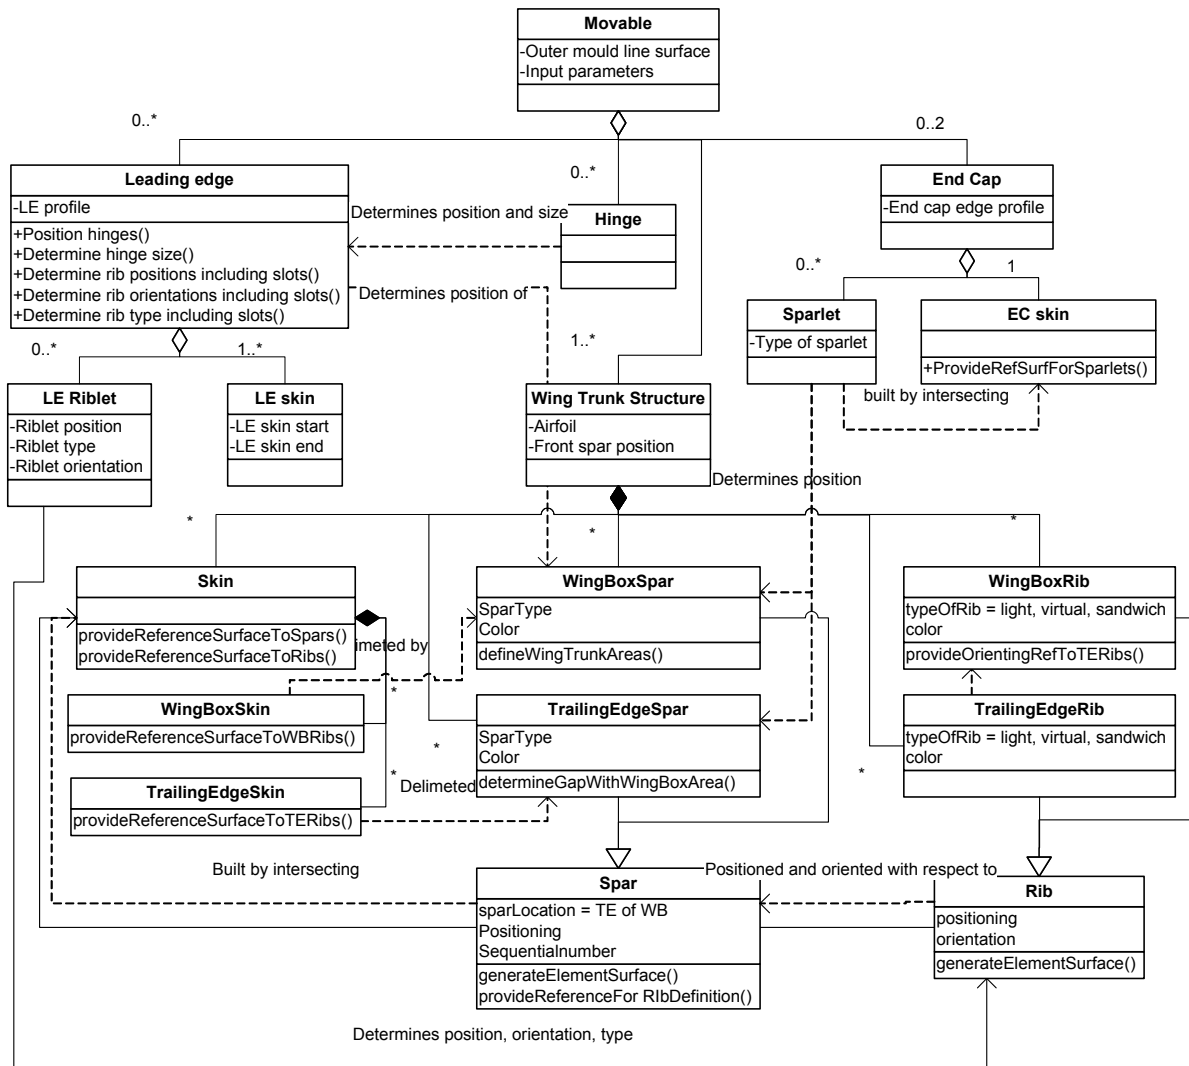 Movable
-Outer mould line surface
-Input parameters
0..*
0..2
Leading edge
-LE profile
+Position hinges()
+Determine hinge size()
+Determine rib positions including slots()
+Determine rib orientations including slots()
+Determine rib type including slots()
0..*
Determines position and size
Hinge
End Cap
-End cap edge profile
Determines position of
0..*
1
Sparlet
-Type of sparlet
EC skin
+ProvideRefSurfForSparlets()
built by intersecting
0..*
1..*
1..*
LE Riblet
-Riblet position
-Riblet type
-Riblet orientation
LE skin
-LE skin start
-LE skin end
Wing Trunk Structure
-Airfoil
-Front spar position
Determines position
*
*
*
Skin
provideReferenceSurfaceToSpars()
provideReferenceSurfaceToRibs()
WingBoxSpar
SparType
Color
defineWingTrunkAreas()
WingBoxRib
typeOfRib = light, virtual, sandwich
color
provideOrientingRefToTERibs()
imeted by
*
WingBoxSkin
provideReferenceSurfaceToWBRibs()
TrailingEdgeSpar
SparType
Color
determineGapWithWingBoxArea()
TrailingEdgeRib
typeOfRib = light, virtual, sandwich
color
*
*
*
Delimeted
TrailingEdgeSkin
provideReferenceSurfaceToTERibs()
Built by intersecting
Positioned and oriented with respect to
Spar
sparLocation = TE of WB
Positioning
Sequentialnumber
generateElementSurface()
provideReferenceFor RIbDefinition()
Rib
positioning
orientation
generateElementSurface()
Determines position, orientation, type